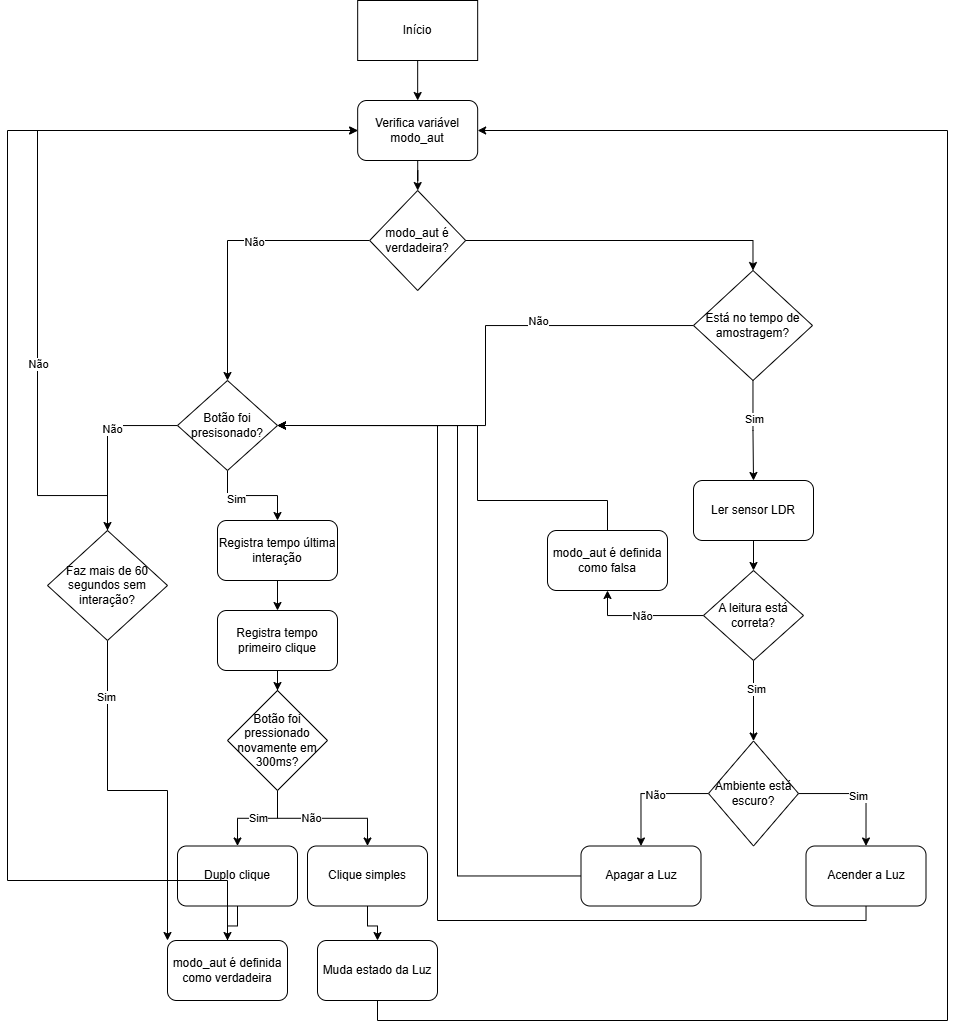 Início
Verifica variável
modo_aut
modo_aut é
verdadeira?
Não
Está no tempo de
amostragem?
Não
Não
Botão foi
presisonado?
Não
Sim
Sim
Ler sensor LDR
Registra tempo última
interação
modo_aut é definida
como falsa
Faz mais de 60
segundos sem
interação?
A leitura está
correta?
Não
Registra tempo
primeiro clique
Sim
Sim
Botão foi
pressionado
novamente em
300ms?
Ambiente está
escuro?
Não
Sim
Sim
Não
Duplo clique
Clique simples
Apagar a Luz
Acender a Luz
modo_aut é definida
como verdadeira
Muda estado da Luz